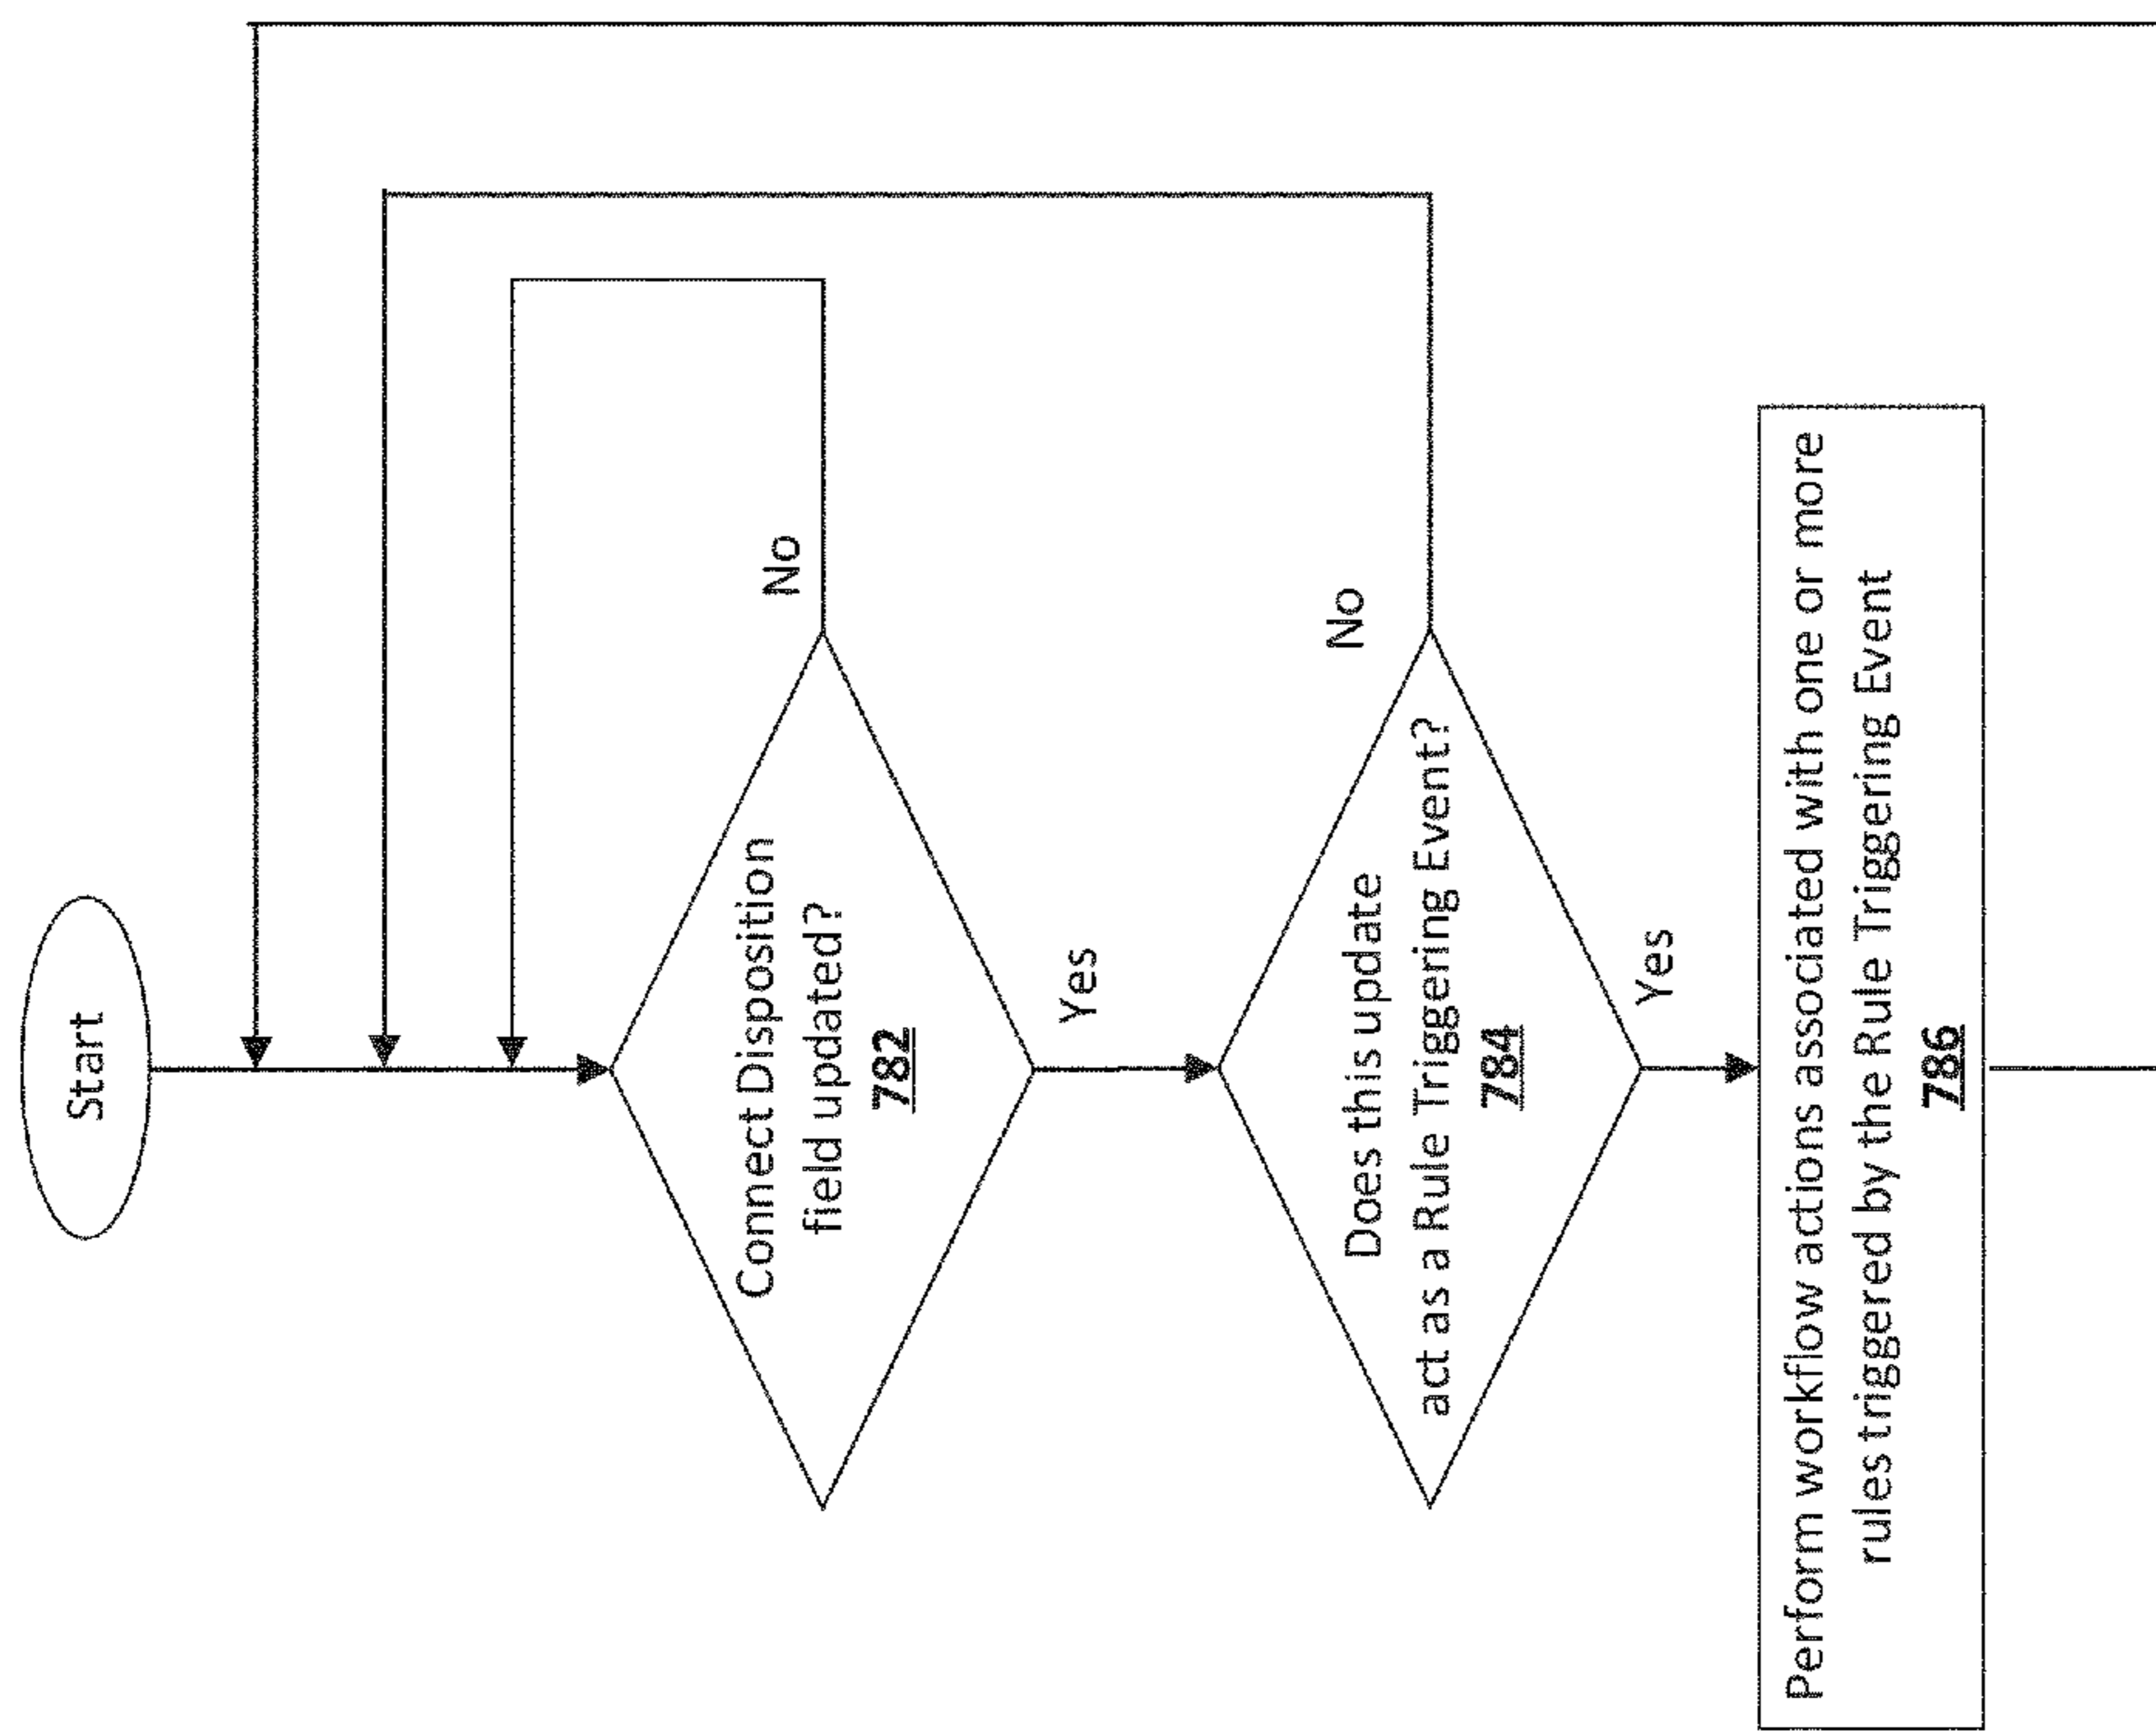 Start
Connect Disposition
field updated?
782
No
Yes
Does this update
act as a Rule Triggering Event?
784
No
Yes
Perform workflow actions associated with one or more
rules triggered by the Rule Triggering Event
786